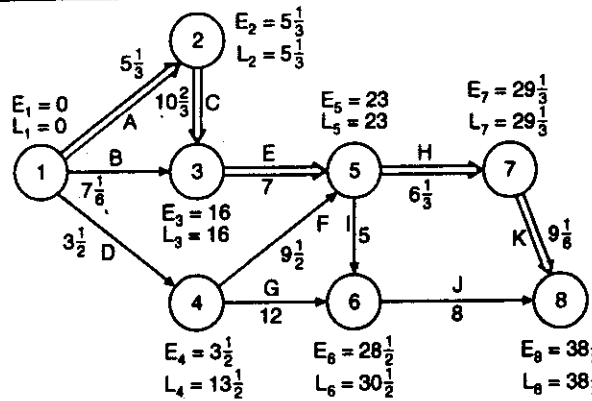 2
E₂ = 5⅓
L₂ = 5⅓
5⅓
A
10⅔ C
E₁ = 0
L₁ = 0
E₅ = 23
L₅ = 23
E₇ = 29⅓
L₇ = 29⅓
1
B
7⅙
3
E
7
5
H
6⅓
7
E₃ = 16
L₃ = 16
3½ D
F
9½
I 5
K 9⅙
4
G
12
6
J
8
8
E₄ = 3½
L₄ = 13½
E₆ = 28½
L₆ = 30½
E₈ = 38
L₈ = 38